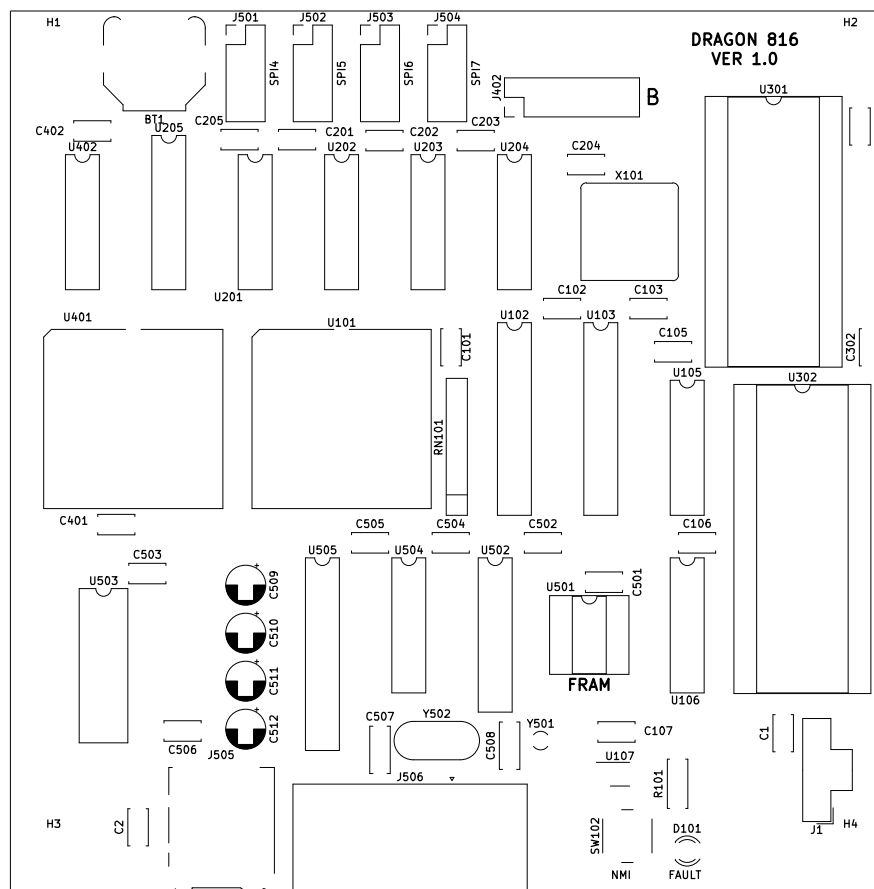 H1
J501
J502
J503
J504
H2
DRAGON 816
VER 1.0
SPI4
SPI5
SPI6
SPI7
J402
B
U301
BT1
C402
U205
C205
C201
C202
C203
U402
U202
U203
U204
C204
X101
U201
C102
C103
U401
U101
C101
U102
U103
C105
C302
U105
U302
RN101
C401
C505
C504
C502
C106
C503
U505
U504
U502
U503
C509
U501
C501
C510
FRAM
C511
U106
C512
C507
Y502
C508
Y501
C107
C1
C506
J505
U107
J506
R101
H3
C2
SW102
D101
J1
H4
NMI
FAULT